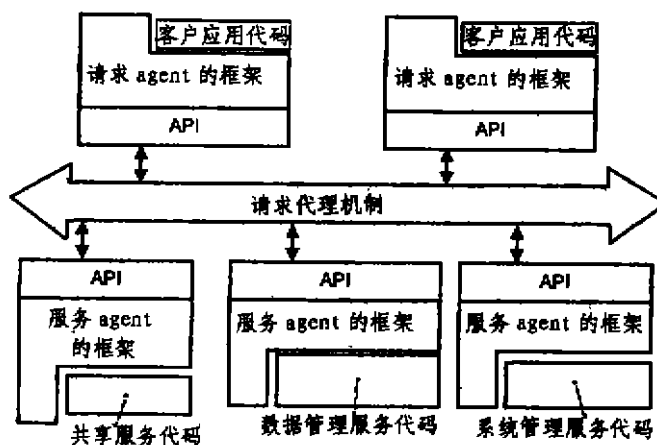 客户应用代码
客户应用代码
请求 agent 的框架
请求 agent 的框架
API
API
请求代理机制
API
API
API
服务 agent
的框架
服务 agent 的框架
服务 agent 的框架
共享服务代码
数据管理服务代码
系统管理服务代码